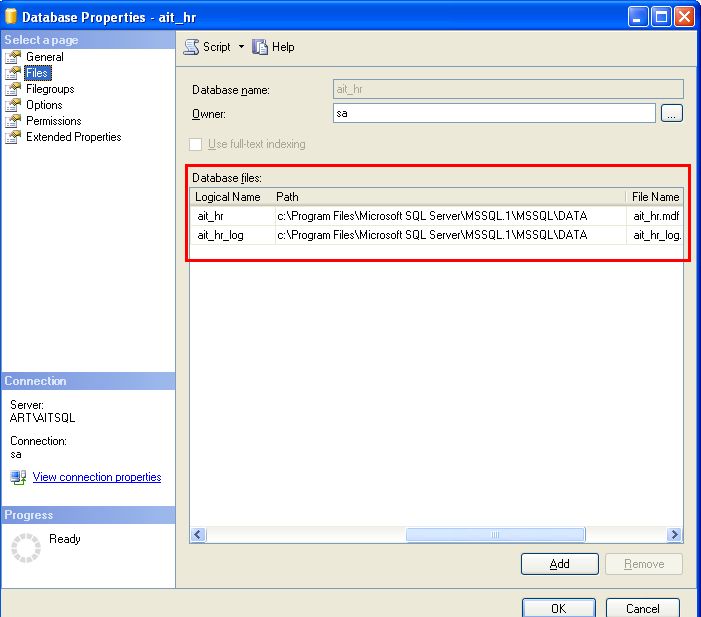 Database Properties - ait_hr
Select a page
General
Files
Filegroups
Options
Permissions
Extended Properties
Script
Help
Database name:
ait_hr
Owner:
sa
...
Use full-text indexing
Database files:
Logical Name Path File Name
ait_hr c:\Program Files\Microsoft SQL Server\MSSQL.1\MSSQL\DATA ait_hr.mdf
ait_hr_log c:\Program Files\Microsoft SQL Server\MSSQL.1\MSSQL\DATA ait_hr_log.
Connection
Server:
ART\AITSQL
Connection:
sa
View connection properties
Progress
Ready
Add
Remove
OK
Cancel